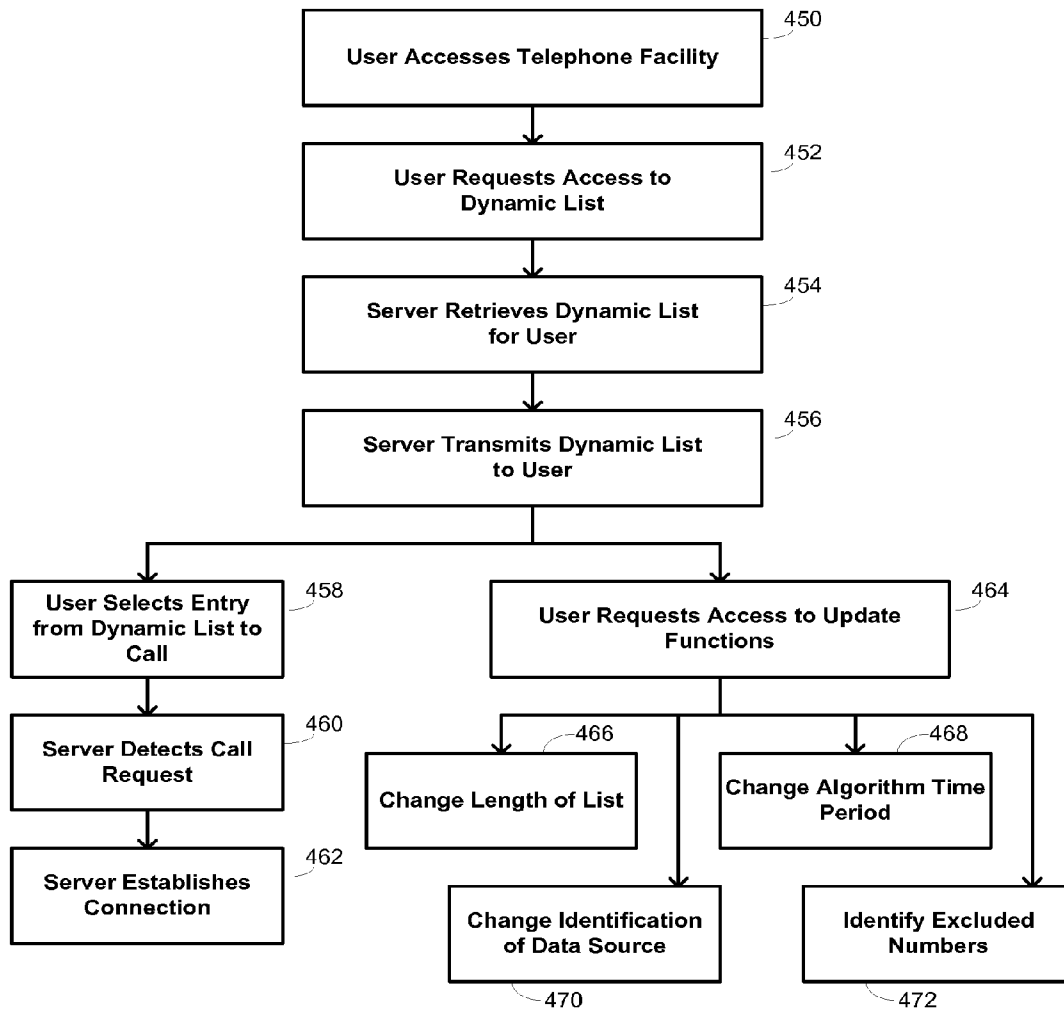 450
User Accesses Telephone Facility
452
User Requests Access to
Dynamic List
454
Server Retrieves Dynamic List
for User
456
Server Transmits Dynamic List
to User
458
User Selects Entry
from Dynamic List to
Call
464
User Requests Access to Update
Functions
460
Server Detects Call
Request
466
Change Length of List
468
Change Algorithm Time
Period
462
Server Establishes
Connection
Change Identification
of Data Source
470
Identify Excluded
Numbers
472